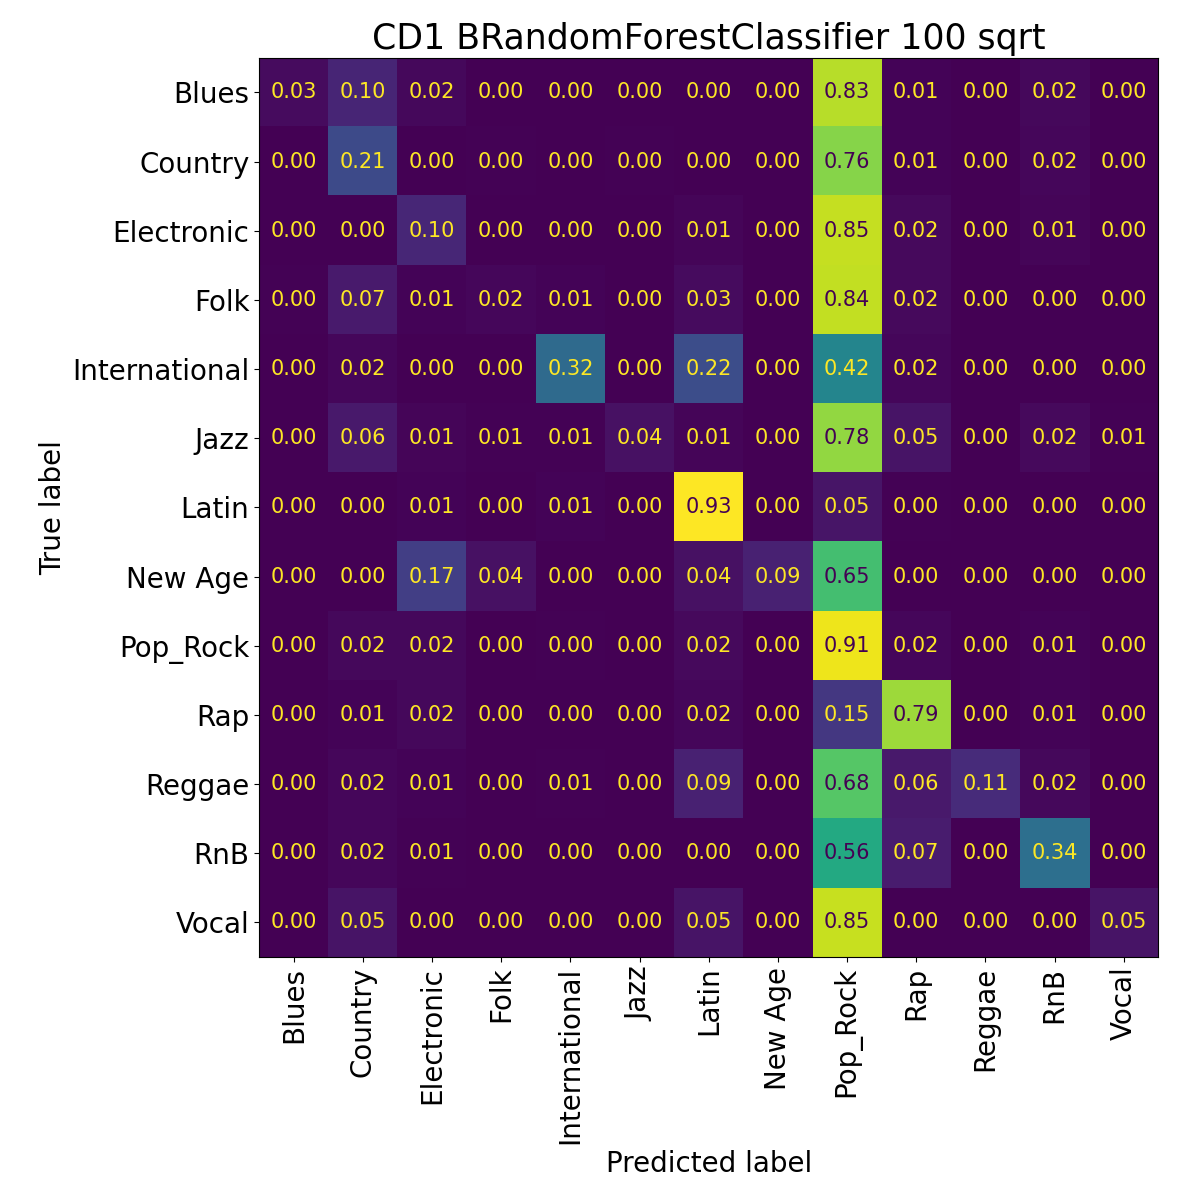 CD1 BRandomForestClassifier 100 sqrt
Blues 0.03 0.10 0.02 0.00 0.00 0.00 0.00 0.00 0.83 0.01 0.00 0.02 0.00
Country 0.00 0.21 0.00 0.00 0.00 0.00 0.00 0.00 0.76 0.01 0.00 0.02 0.00
Electronic 0.00 0.00 0.10 0.00 0.00 0.00 0.01 0.00 0.85 0.02 0.00 0.01 0.00
Folk 0.00 0.07 0.01 0.02 0.01 0.00 0.03 0.00 0.84 0.02 0.00 0.00 0.00
International 0.00 0.02 0.00 0.00 0.32 0.00 0.22 0.00 0.42 0.02 0.00 0.00 0.00
Jazz 0.00 0.06 0.01 0.01 0.01 0.04 0.01 0.00 0.78 0.05 0.00 0.02 0.01
Latin 0.00 0.00 0.01 0.00 0.01 0.00 0.93 0.00 0.05 0.00 0.00 0.00 0.00
New Age 0.00 0.00 0.17 0.04 0.00 0.00 0.04 0.09 0.65 0.00 0.00 0.00 0.00
Pop_Rock 0.00 0.02 0.02 0.00 0.00 0.00 0.02 0.00 0.91 0.02 0.00 0.01 0.00
Rap 0.00 0.01 0.02 0.00 0.00 0.00 0.02 0.00 0.15 0.79 0.00 0.01 0.00
Reggae 0.00 0.02 0.01 0.00 0.01 0.00 0.09 0.00 0.68 0.06 0.11 0.02 0.00
RnB 0.00 0.02 0.01 0.00 0.00 0.00 0.00 0.00 0.56 0.07 0.00 0.34 0.00
Vocal 0.00 0.05 0.00 0.00 0.00 0.00 0.05 0.00 0.85 0.00 0.00 0.00 0.05
True label
Blues Country Electronic Folk International Jazz Latin New Age Pop_Rock Rap Reggae RnB Vocal
Predicted label